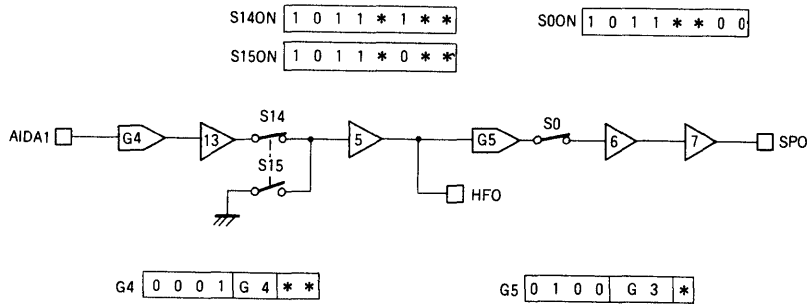 S14ON 1 0 1 1 * 1 * * S0ON 1 0 1 1 * * 0 0
S15ON 1 0 1 1 * 0 * *
S14
S0
AIDA1 G4 13 5 G5 6 7 SPO
S15
HFO
G4 0 0 0 1 G 4 * * G5 0 1 0 0 G 3 *